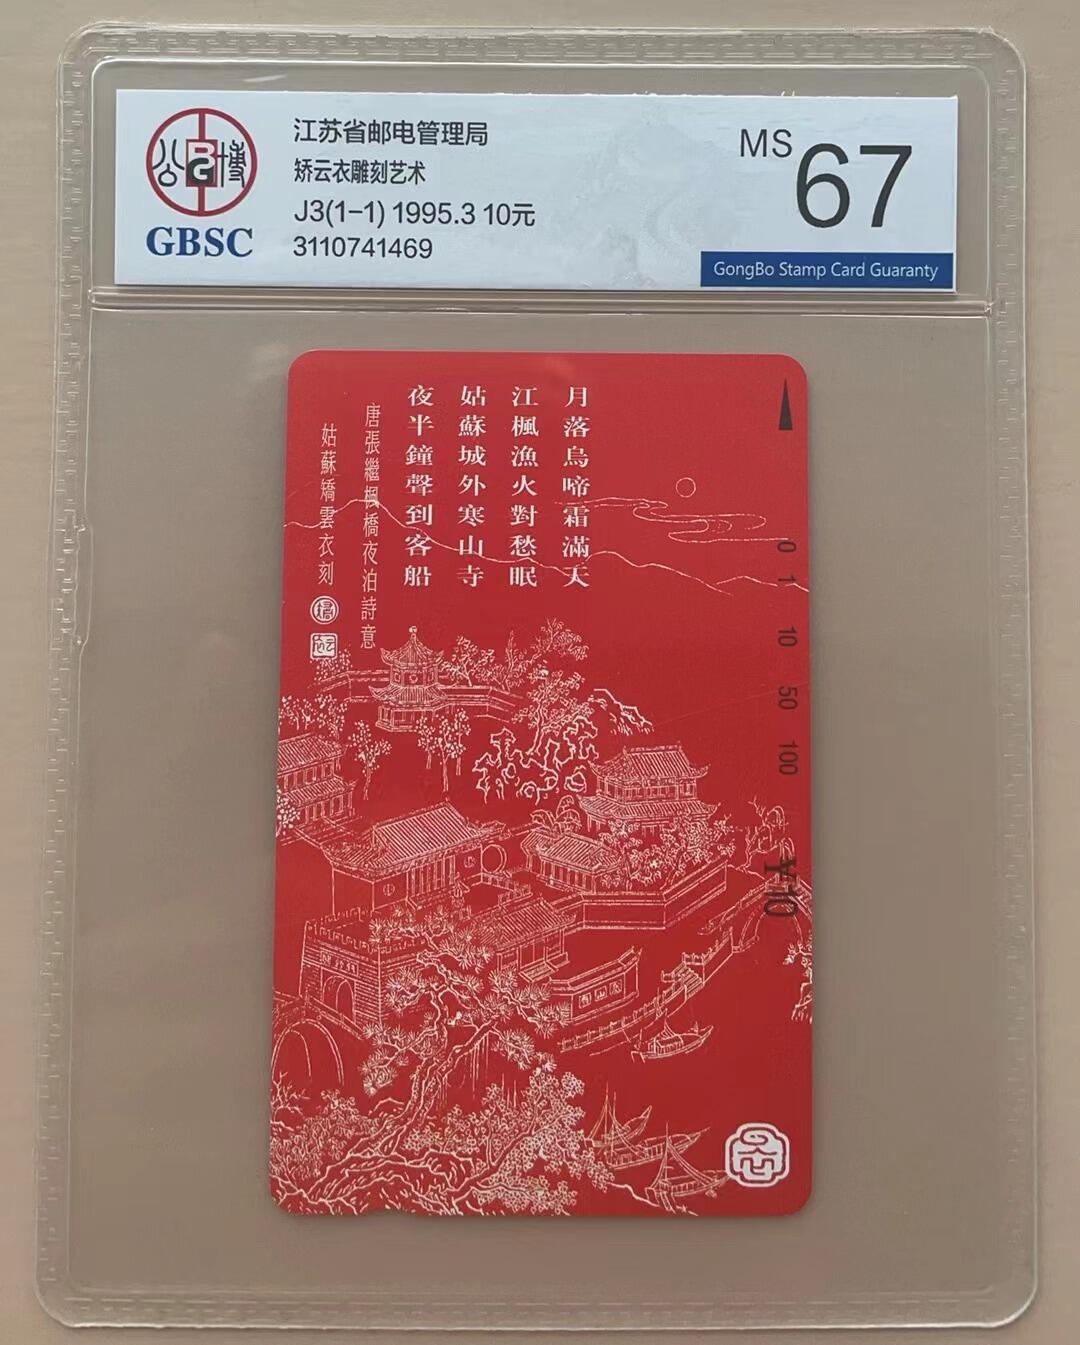 公博
BG
GBSC
江苏省邮电管理局
矫云衣雕刻艺术
J3(1-1) 1995.3 10元
3110741469
MS 67
GongBo Stamp Card Guaranty
月落烏啼霜滿天
江楓漁火對愁眠
姑蘇城外寒山寺
夜半鐘聲到客船
唐張繼楓橋夜泊詩意
姑蘇矯雲衣刻
0
1
10
50
100
¥10